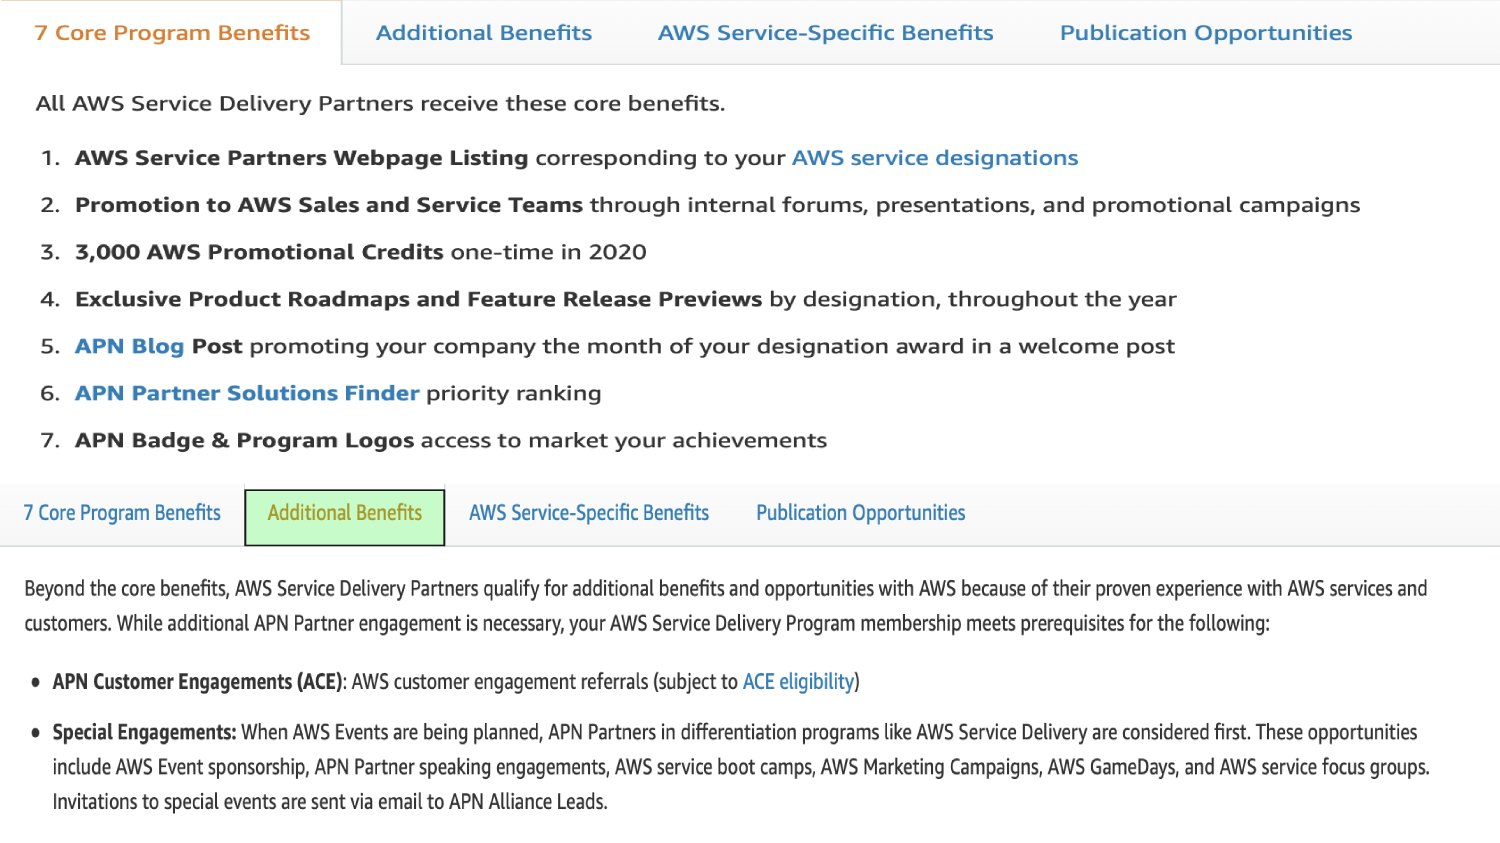 7 Core Program Benefits Additional Benefits AWS Service-Specific Benefits Publication Opportunities
All AWS Service Delivery Partners receive these core benefits.
1. AWS Service Partners Webpage Listing corresponding to your AWS service designations
2. Promotion to AWS Sales and Service Teams through internal forums, presentations, and promotional campaigns
3. 3,000 AWS Promotional Credits one-time in 2020
4. Exclusive Product Roadmaps and Feature Release Previews by designation, throughout the year
5. APN Blog Post promoting your company the month of your designation award in a welcome post
6. APN Partner Solutions Finder priority ranking
7. APN Badge & Program Logos access to market your achievements
7 Core Program Benefits Additional Benefits AWS Service-Specific Benefits Publication Opportunities
Beyond the core benefits, AWS Service Delivery Partners qualify for additional benefits and opportunities with AWS because of their proven experience with AWS services and
customers. While additional APN Partner engagement is necessary, your AWS Service Delivery Program membership meets prerequisites for the following:
• APN Customer Engagements (ACE): AWS customer engagement referrals (subject to ACE eligibility)
• Special Engagements: When AWS Events are being planned, APN Partners in differentiation programs like AWS Service Delivery are considered first. These opportunities
include AWS Event sponsorship, APN Partner speaking engagements, AWS service boot camps, AWS Marketing Campaigns, AWS GameDays, and AWS service focus groups.
Invitations to special events are sent via email to APN Alliance Leads.